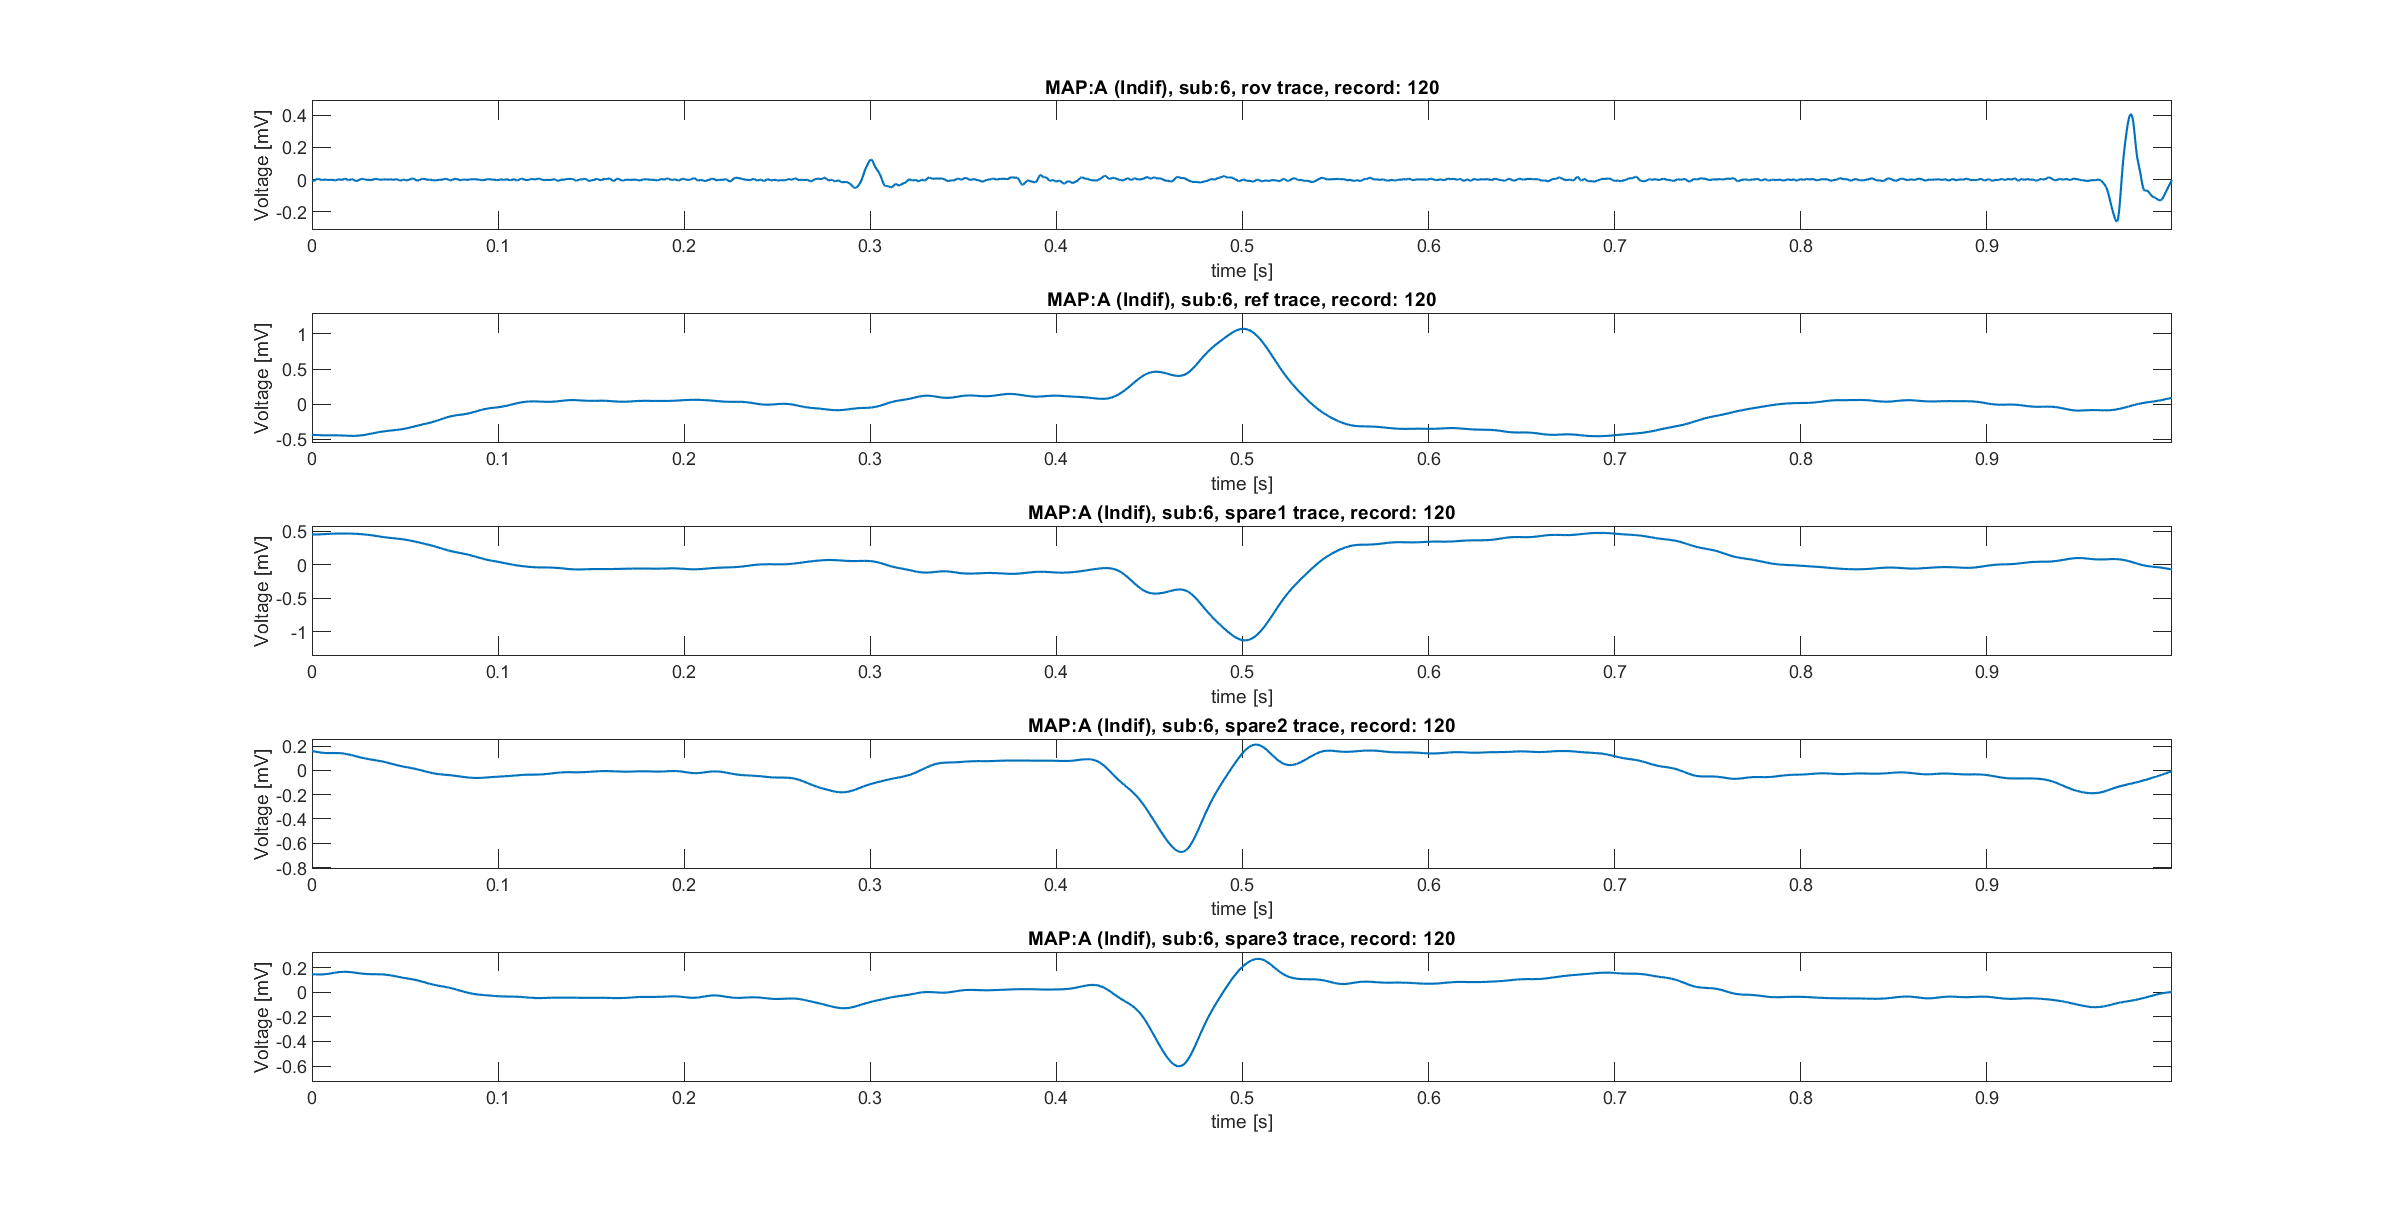 MAP:A (Indif), sub:6, rov trace, record: 120
Voltage [mV]
0.4
0.2
0
-0.2
0 0.1 0.2 0.3 0.4 0.5 0.6 0.7 0.8 0.9
time [s]
MAP:A (Indif), sub:6, ref trace, record: 120
Voltage [mV]
1
0.5
0
-0.5
0 0.1 0.2 0.3 0.4 0.5 0.6 0.7 0.8 0.9
time [s]
MAP:A (Indif), sub:6, spare1 trace, record: 120
Voltage [mV]
0.5
0
-0.5
-1
0 0.1 0.2 0.3 0.4 0.5 0.6 0.7 0.8 0.9
time [s]
MAP:A (Indif), sub:6, spare2 trace, record: 120
Voltage [mV]
0.2
0
-0.2
-0.4
-0.6
-0.8
0 0.1 0.2 0.3 0.4 0.5 0.6 0.7 0.8 0.9
time [s]
MAP:A (Indif), sub:6, spare3 trace, record: 120
Voltage [mV]
0.2
0
-0.2
-0.4
-0.6
0 0.1 0.2 0.3 0.4 0.5 0.6 0.7 0.8 0.9
time [s]